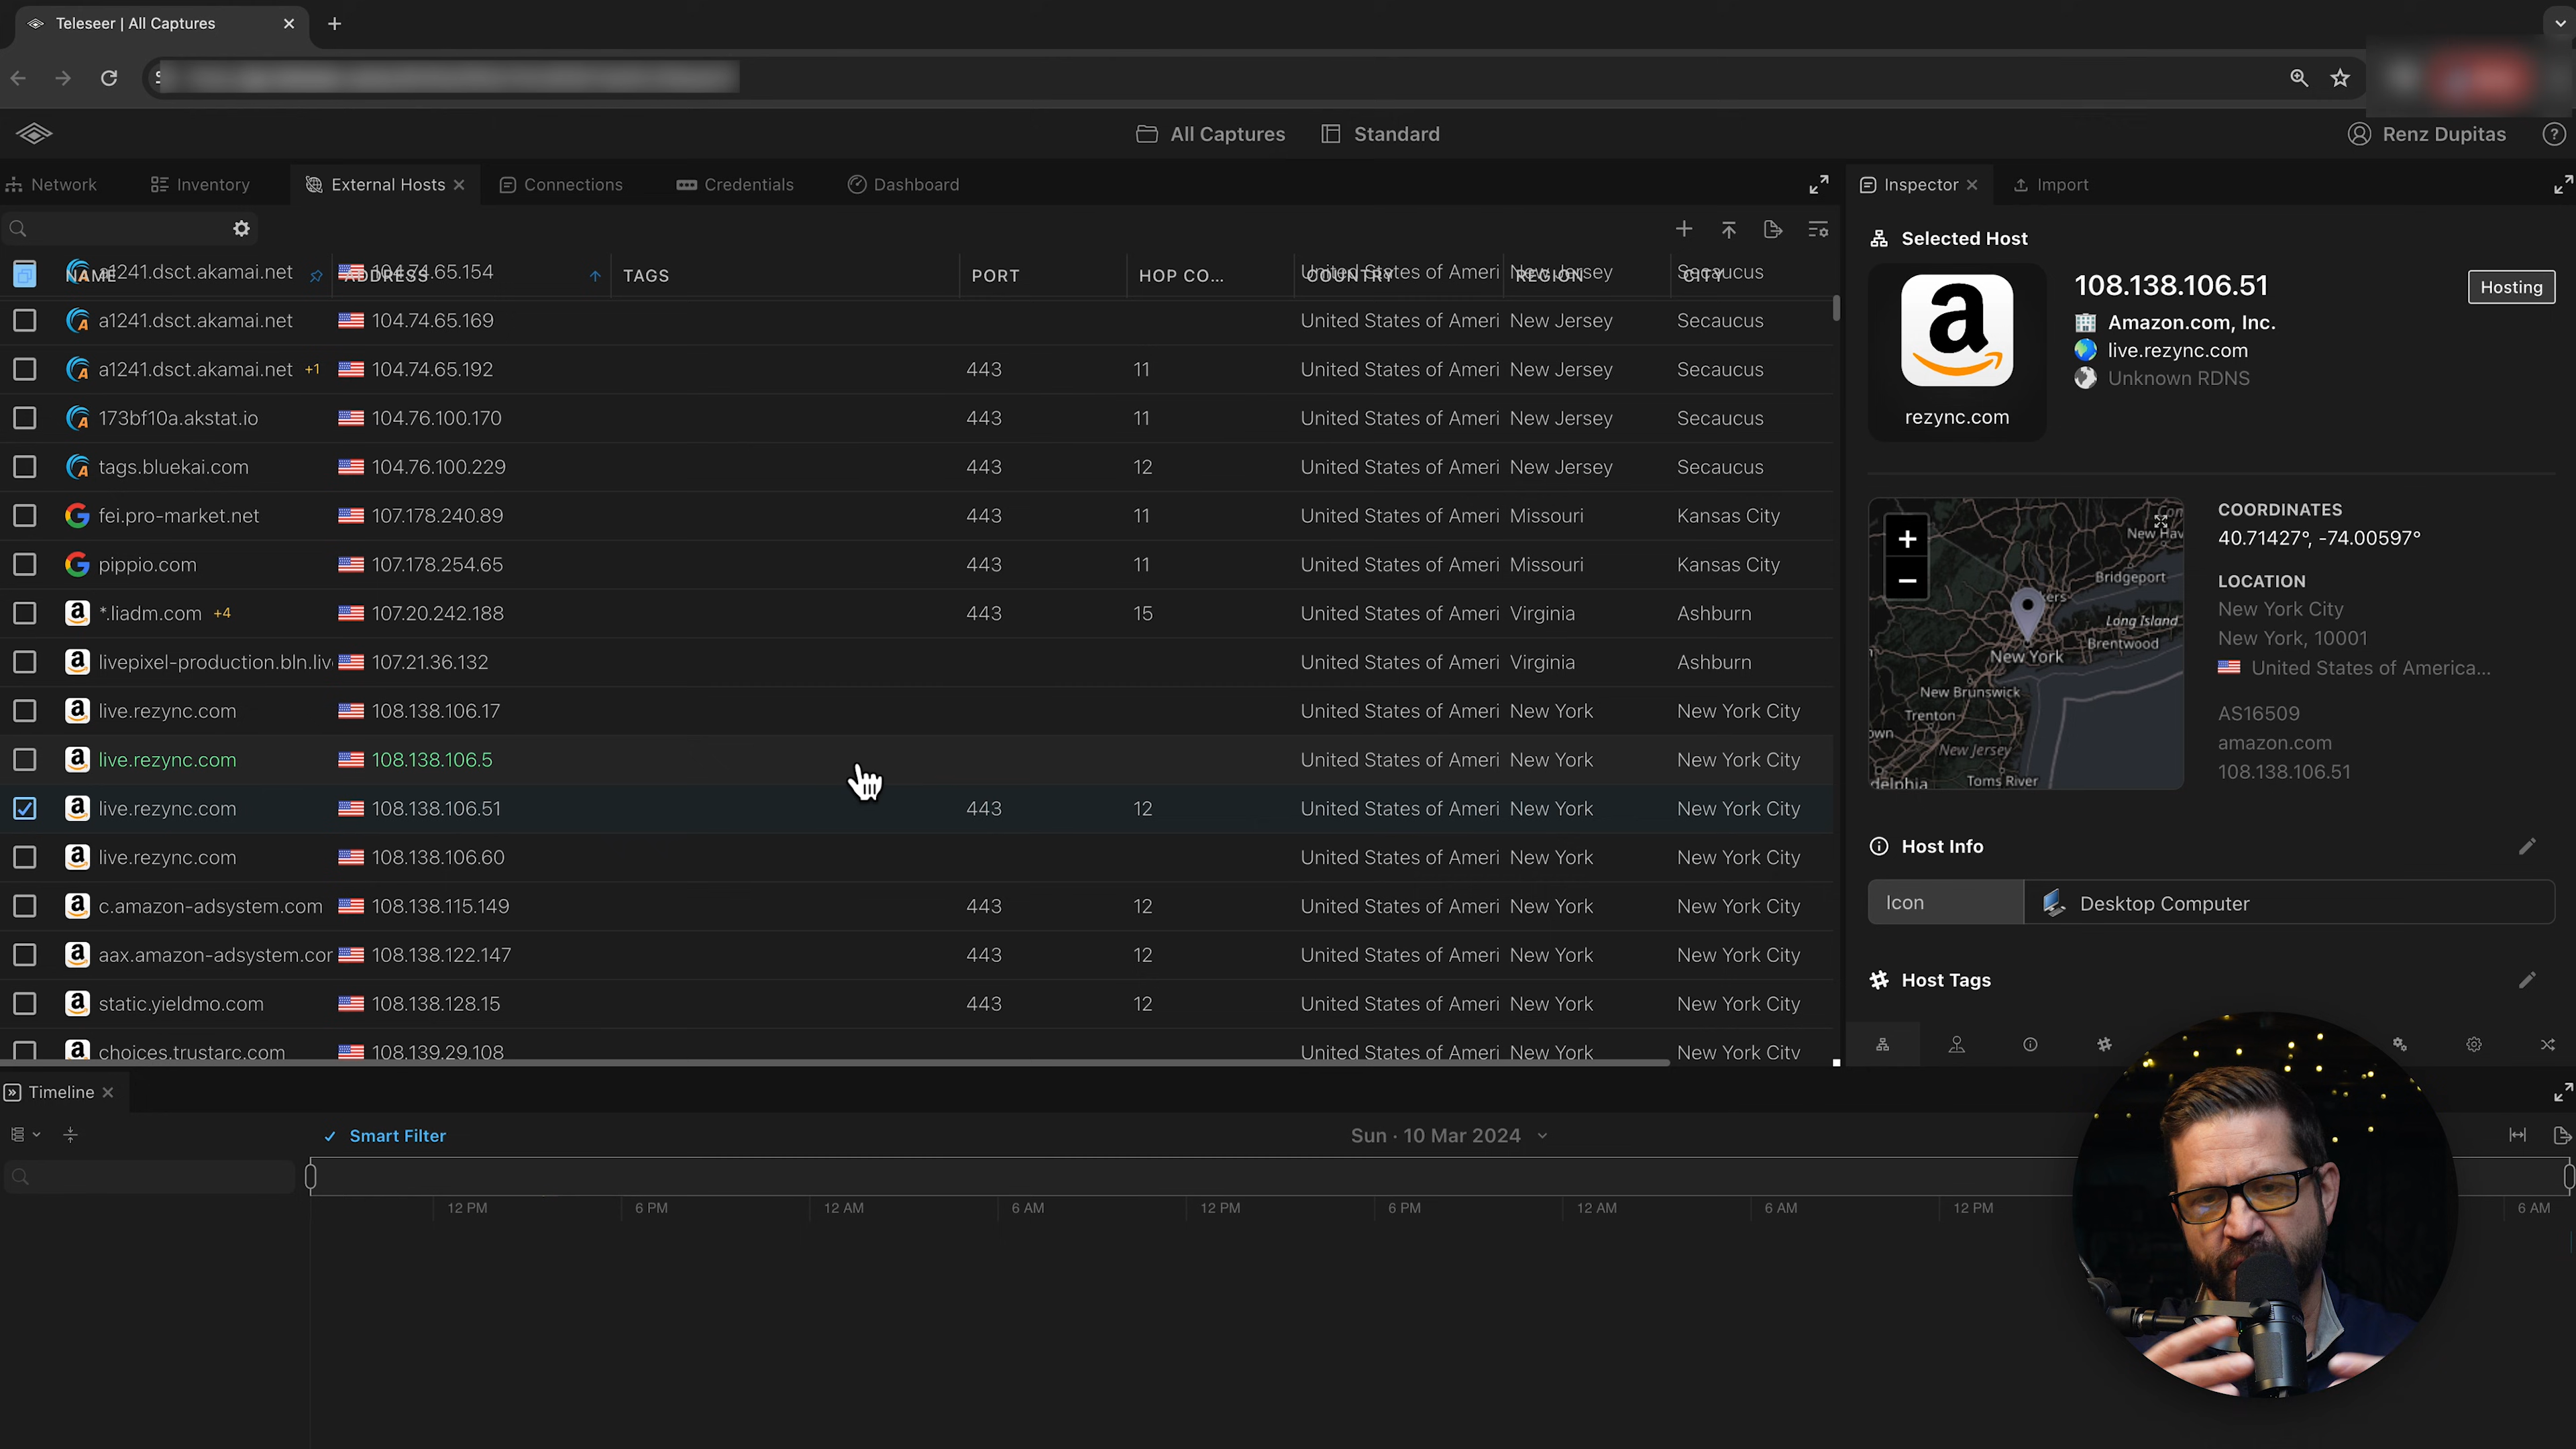 Teleseer | All Captures
All Captures Standard Renz Dupitas
Network Inventory External Hosts Connections Credentials Dashboard
NAME ADDRESS TAGS PORT HOP CO... COUNTRY REGION CITY
a1241.dsct.akamai.net 104.74.65.154 United States of Ameri New Jersey Secaucus
a1241.dsct.akamai.net 104.74.65.169 United States of Ameri New Jersey Secaucus
a1241.dsct.akamai.net +1 104.74.65.192 443 11 United States of Ameri New Jersey Secaucus
173bf10a.akstat.io 104.76.100.170 443 11 United States of Ameri New Jersey Secaucus
tags.bluekai.com 104.76.100.229 443 12 United States of Ameri New Jersey Secaucus
fei.pro-market.net 107.178.240.89 443 11 United States of Ameri Missouri Kansas City
pippio.com 107.178.254.65 443 11 United States of Ameri Missouri Kansas City
*.liadm.com +4 107.20.242.188 443 15 United States of Ameri Virginia Ashburn
livepixel-production.bln.liv 107.21.36.132 United States of Ameri Virginia Ashburn
live.rezync.com 108.138.106.17 United States of Ameri New York New York City
live.rezync.com 108.138.106.5 United States of Ameri New York New York City
live.rezync.com 108.138.106.51 443 12 United States of Ameri New York New York City
live.rezync.com 108.138.106.60 United States of Ameri New York New York City
c.amazon-adsystem.com 108.138.115.149 443 12 United States of Ameri New York New York City
aax.amazon-adsystem.cor 108.138.122.147 443 12 United States of Ameri New York New York City
static.yieldmo.com 108.138.128.15 443 12 United States of Ameri New York New York City
choices.trustarc.com 108.139.29.108 United States of Ameri New York New York City
Inspector Import
Selected Host
108.138.106.51 Hosting
Amazon.com, Inc.
live.rezync.com
Unknown RDNS
rezync.com
New Hav
Bridgeport
kers
Long Island
Brentwood
New York
New Brunswick
Trenton
own
New Jersey
Toms River
delphia
COORDINATES
40.71427°, -74.00597°
LOCATION
New York City
New York, 10001
United States of America...
AS16509
amazon.com
108.138.106.51
Host Info
Icon Desktop Computer
Host Tags
Timeline
Smart Filter Sun · 10 Mar 2024
12 PM 6 PM 12 AM 6 AM 12 PM 6 PM 12 AM 6 AM 12 PM 6 AM